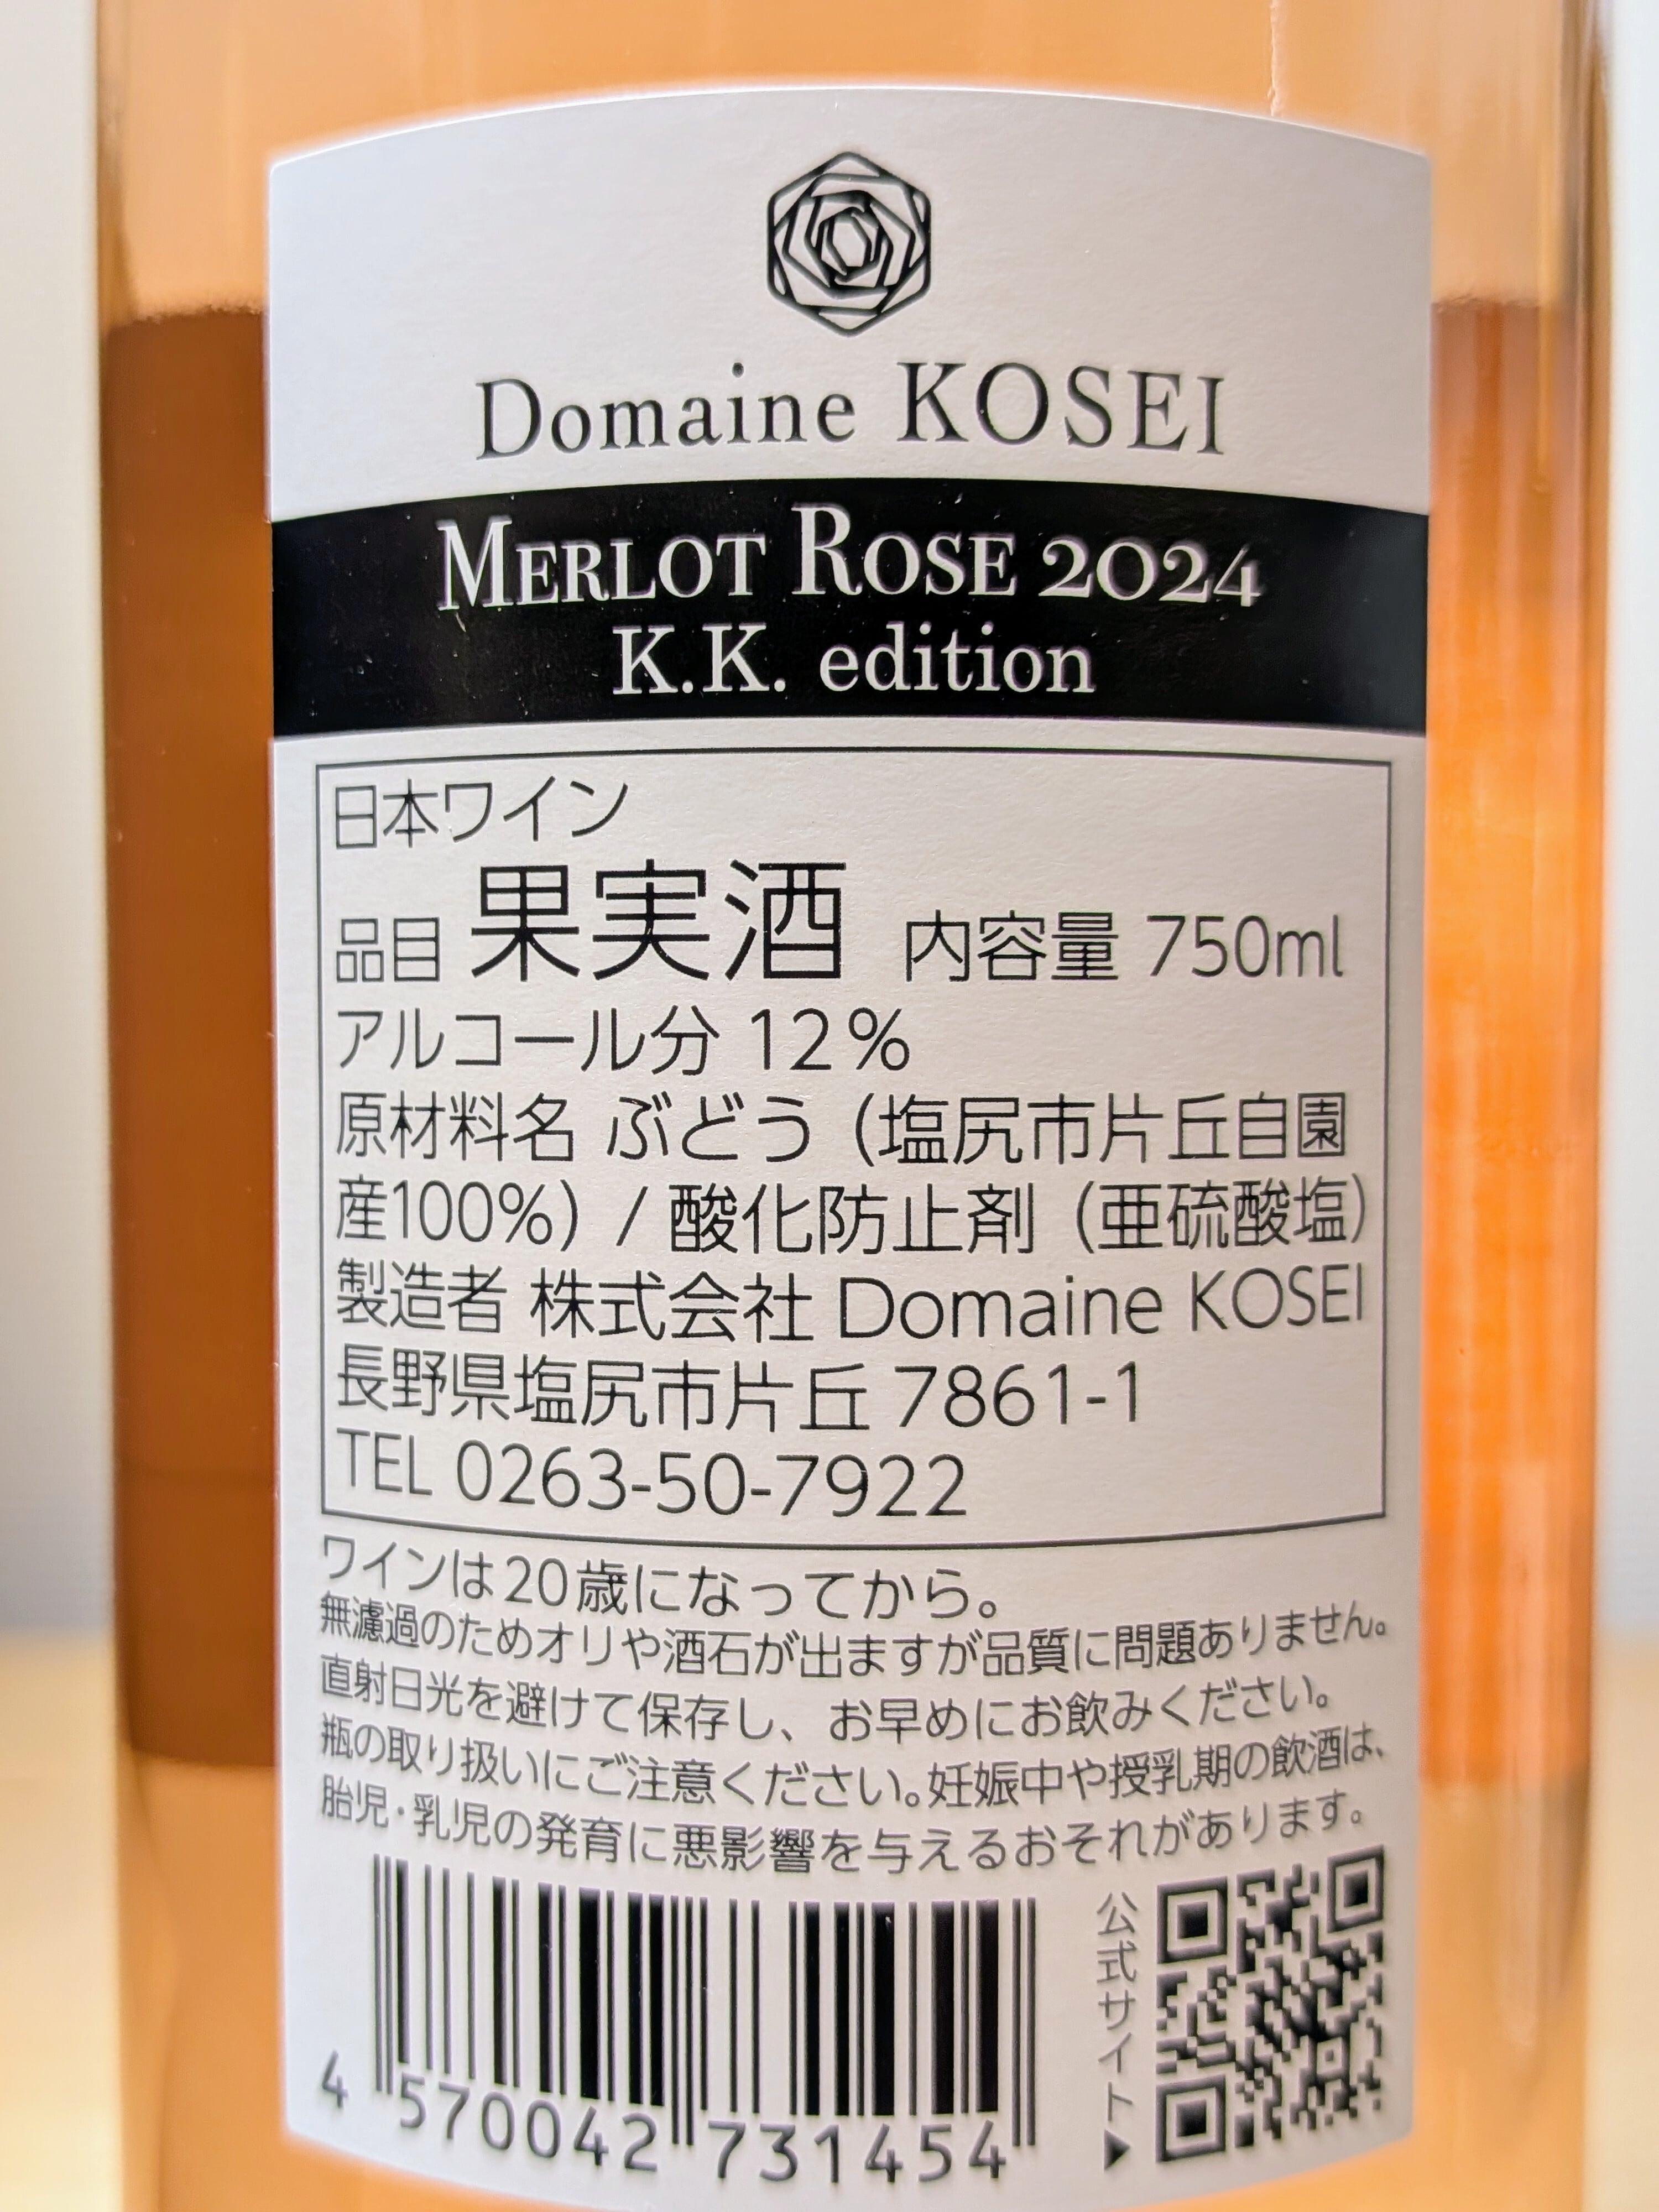 Domaine KOSEI
MERLOT ROSE 2024
K.K. edition
日本ワイン
品目 果実酒 内容量 750ml
アルコール分 12%
原材料名 ぶどう (塩尻市片丘自園
産100%) / 酸化防止剤 (亜硫酸塩)
製造者 株式会社 Domaine KOSEI
長野県塩尻市片丘 7861-1
TEL 0263-50-7922
ワインは20歳になってから。
無濾過のためオリや酒石が出ますが品質に問題ありません。
直射日光を避けて保存し、お早めにお飲みください。
瓶の取り扱いにご注意ください。妊娠中や授乳期の飲酒は、
胎児・乳児の発育に悪影響を与えるおそれがあります。
公式サイト▶
4 570042 731454